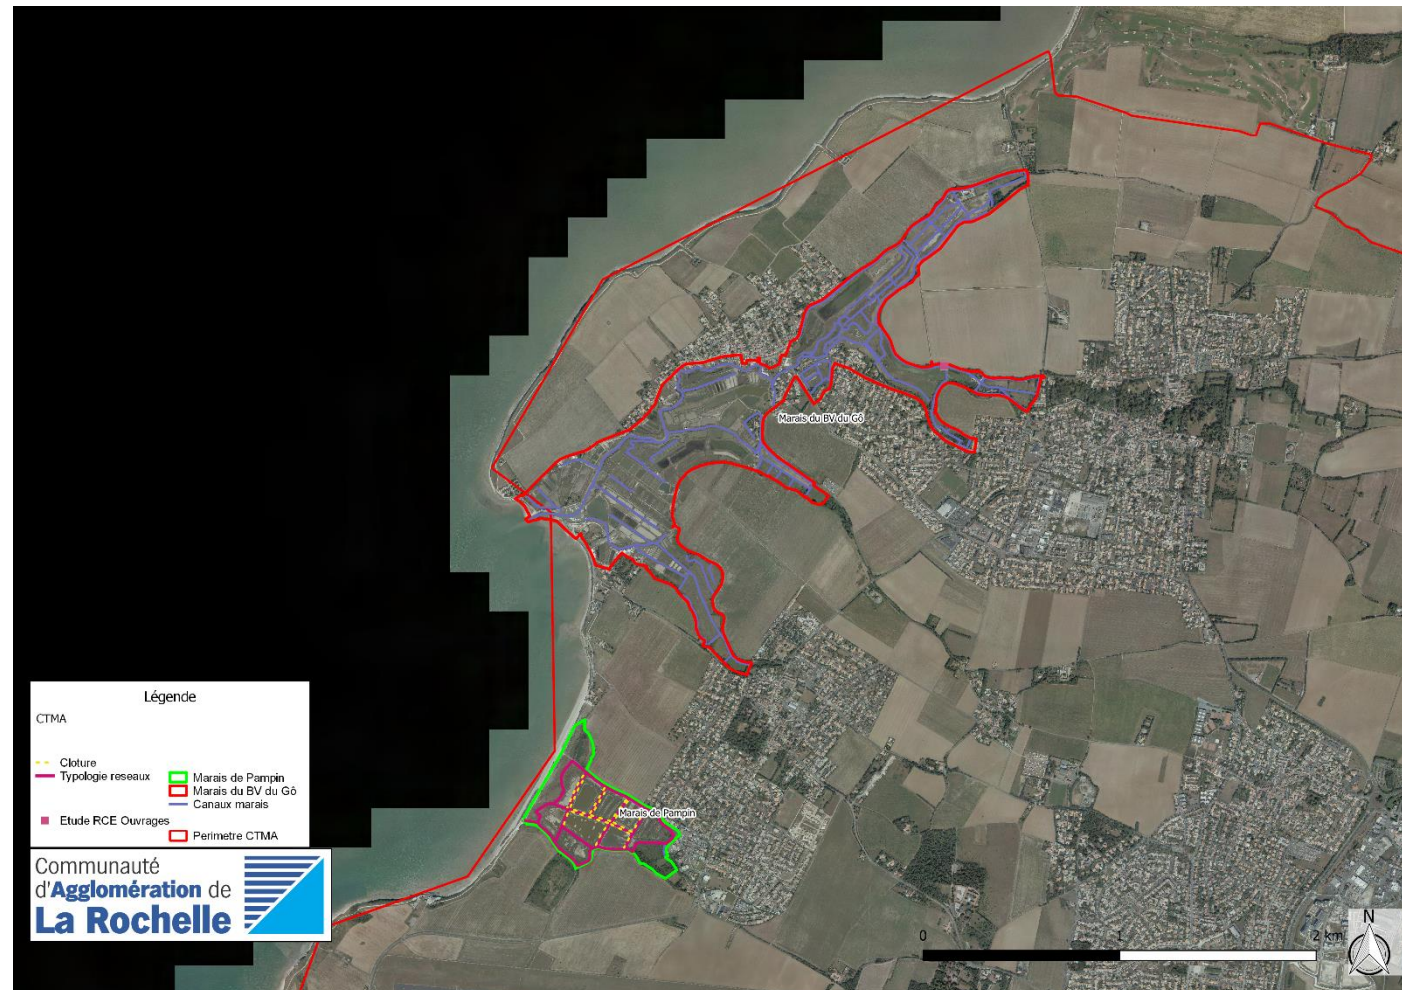 Marais du BV du Gô
Légende
CTMA
Cloture
Typologie reseaux
Marais de Pampin
Marais du BV du Gô
Canaux marais
Etude RCE Ouvrages
Perimetre CTMA
Marais de Pampin
Communauté
d'Agglomération de
La Rochelle
0 1 2 km
N